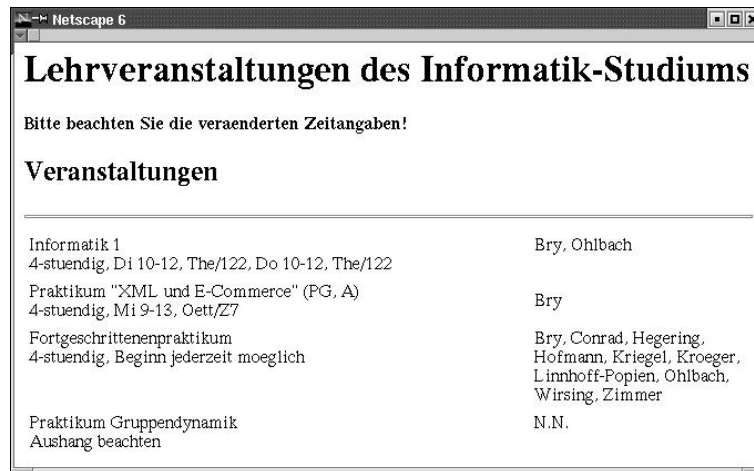 Netscape 6
Lehrveranstaltungen des Informatik-Studiums
Bitte beachten Sie die veraenderten Zeitangaben!
Veranstaltungen
Informatik 1
4-stuendig, Di 10-12, The/122, Do 10-12, The/122
Bry, Ohlbach
Praktikum "XML und E-Commerce" (PG, A)
4-stuendig, Mi 9-13, Oett/Z7
Bry
Fortgeschrittenenpraktikum
4-stuendig, Beginn jederzeit moeglich
Bry, Conrad, Hegering,
Hofmann, Kriegel, Kroeger,
Linnhoff-Popien, Ohlbach,
Wirsing, Zimmer
Praktikum Gruppendynamik
Aushang beachten
N.N.